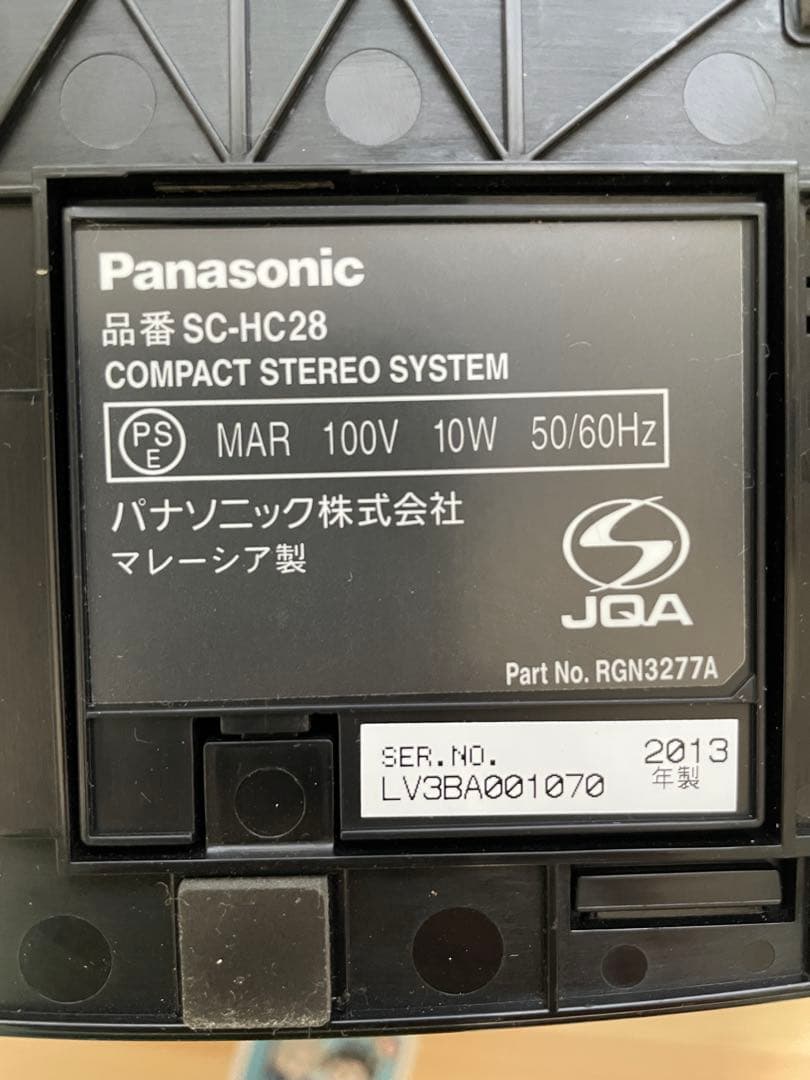 Panasonic
品番 SC-HC28
COMPACT STEREO SYSTEM
PS E MAR 100V 10W 50/60Hz
パナソニック株式会社
マレーシア製
JQA
Part No. RGN3277A
SER.NO. 2013
LV3BA001070 年製